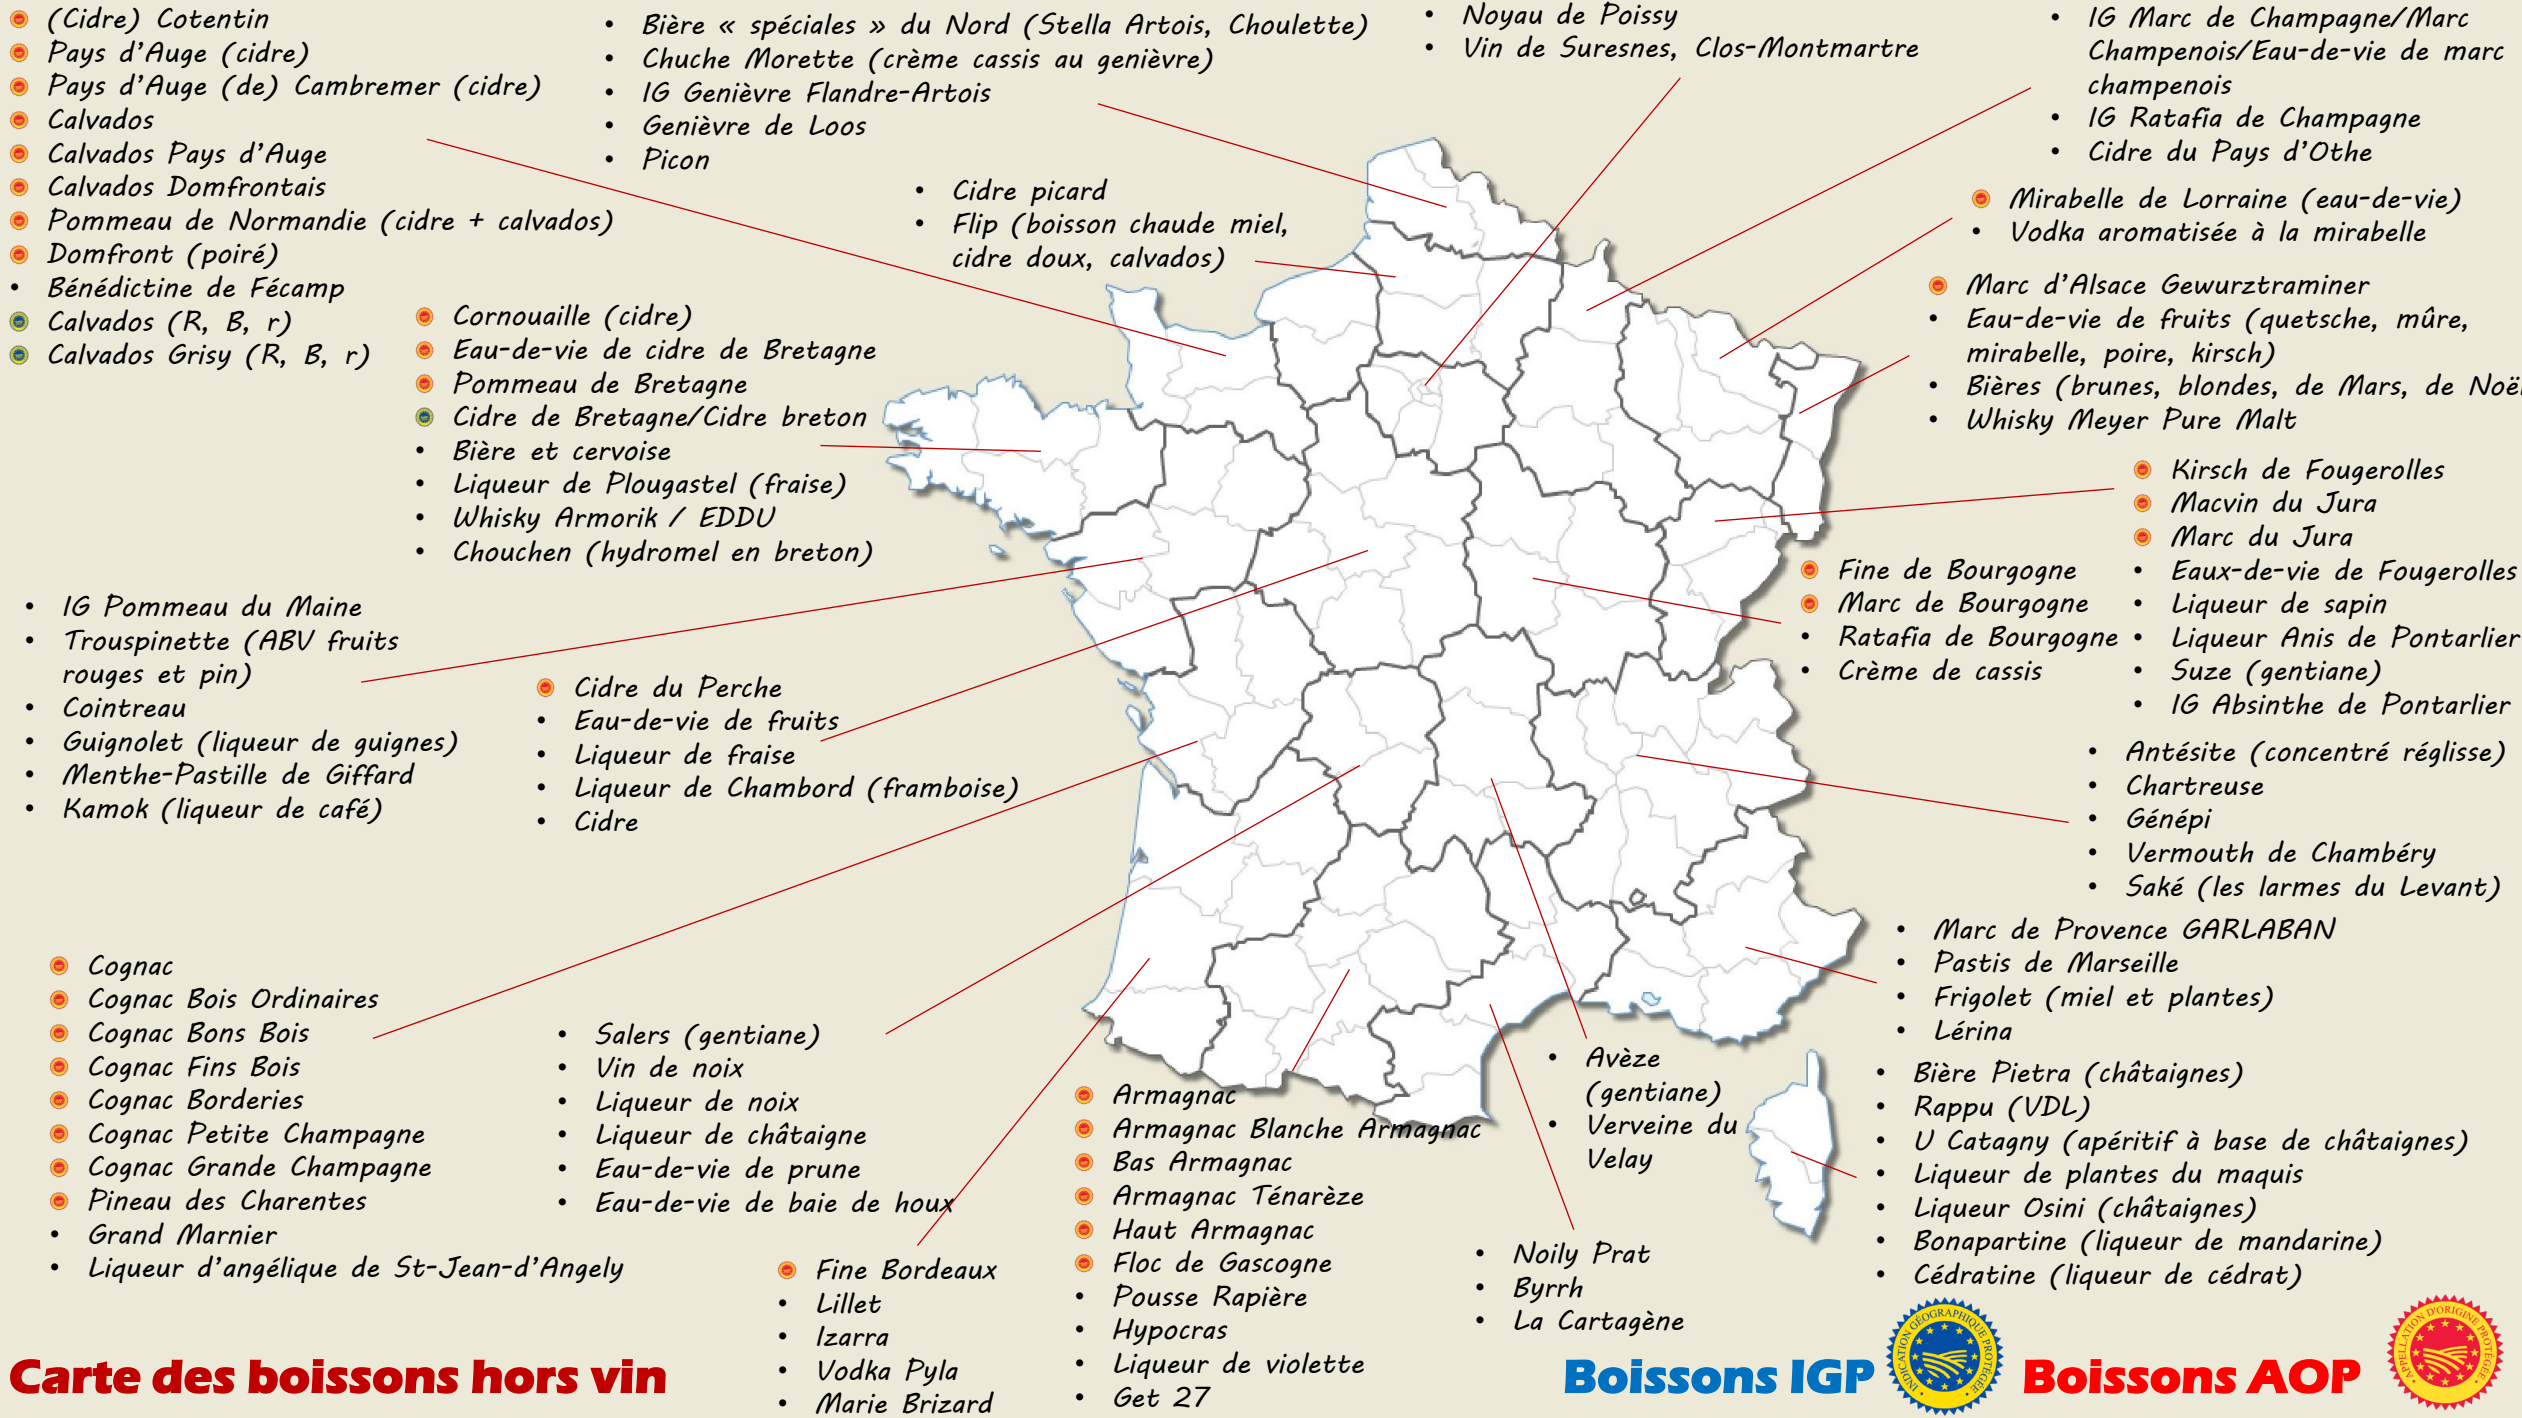 (Cidre) Cotentin
Pays d'Auge (cidre)
Pays d'Auge (de) Cambremer (cidre)
Calvados
Calvados Pays d'Auge
Calvados Domfrontais
Pommeau de Normandie (cidre + calvados)
Domfront (poiré)
Bénédictine de Fécamp
Calvados (R, B, r)
Calvados Grisy (R, B, r)
Bière « spéciales » du Nord (Stella Artois, Choulette)
Chuche Morette (crème cassis au genièvre)
IG Genièvre Flandre-Artois
Genièvre de Loos
Picon
Noyau de Poissy
Vin de Suresnes, Clos-Montmartre
IG Marc de Champagne/Marc
Champenois/Eau-de-vie de marc
champenois
IG Ratafia de Champagne
Cidre du Pays d'Othe
Cidre picard
Flip (boisson chaude miel,
cidre doux, calvados)
Mirabelle de Lorraine (eau-de-vie)
Vodka aromatisée à la mirabelle
Marc d'Alsace Gewurztraminer
Eau-de-vie de fruits (quetsche, mûre,
mirabelle, poire, kirsch)
Bières (brunes, blondes, de Mars, de Noël
Whisky Meyer Pure Malt
Cornouaille (cidre)
Eau-de-vie de cidre de Bretagne
Pommeau de Bretagne
Cidre de Bretagne/Cidre breton
Bière et cervoise
Liqueur de Plougastel (fraise)
Whisky Armorik / EDDU
Chouchen (hydromel en breton)
Kirsch de Fougerolles
Macvin du Jura
Marc du Jura
Eaux-de-vie de Fougerolles
Liqueur de sapin
Liqueur Anis de Pontarlier
Suze (gentiane)
IG Absinthe de Pontarlier
Fine de Bourgogne
Marc de Bourgogne
Ratafia de Bourgogne
Crème de cassis
IG Pommeau du Maine
Trouspinette (ABV fruits
rouges et pin)
Cointreau
Guignolet (liqueur de guignes)
Menthe-Pastille de Giffard
Kamok (liqueur de café)
Cidre du Perche
Eau-de-vie de fruits
Liqueur de fraise
Liqueur de Chambord (framboise)
Cidre
Antésite (concentré réglisse)
Chartreuse
Génépi
Vermouth de Chambéry
Saké (les larmes du Levant)
Marc de Provence GARLABAN
Pastis de Marseille
Frigolet (miel et plantes)
Lérina
Cognac
Cognac Bois Ordinaires
Cognac Bons Bois
Cognac Fins Bois
Cognac Borderies
Cognac Petite Champagne
Cognac Grande Champagne
Pineau des Charentes
Grand Marnier
Liqueur d'angélique de St-Jean-d'Angely
Salers (gentiane)
Vin de noix
Liqueur de noix
Liqueur de châtaigne
Eau-de-vie de prune
Eau-de-vie de baie de houx
Avèze
(gentiane)
Verveine du
Velay
Bière Pietra (châtaignes)
Rappu (VDL)
U Catagny (apéritif à base de châtaignes)
Liqueur de plantes du maquis
Liqueur Osini (châtaignes)
Bonapartine (liqueur de mandarine)
Cédratine (liqueur de cédrat)
Armagnac
Armagnac Blanche Armagnac
Bas Armagnac
Armagnac Ténarèze
Haut Armagnac
Floc de Gascogne
Pousse Rapière
Hypocras
Liqueur de violette
Get 27
Fine Bordeaux
Lillet
Izarra
Vodka Pyla
Marie Brizard
Noily Prat
Byrrh
La Cartagène
Carte des boissons hors vin
Boissons IGP
INDICATION GÉOGRAPHIQUE PROTÉGÉE
Boissons AOP
APPELLATION D'ORIGINE PROTÉGÉE